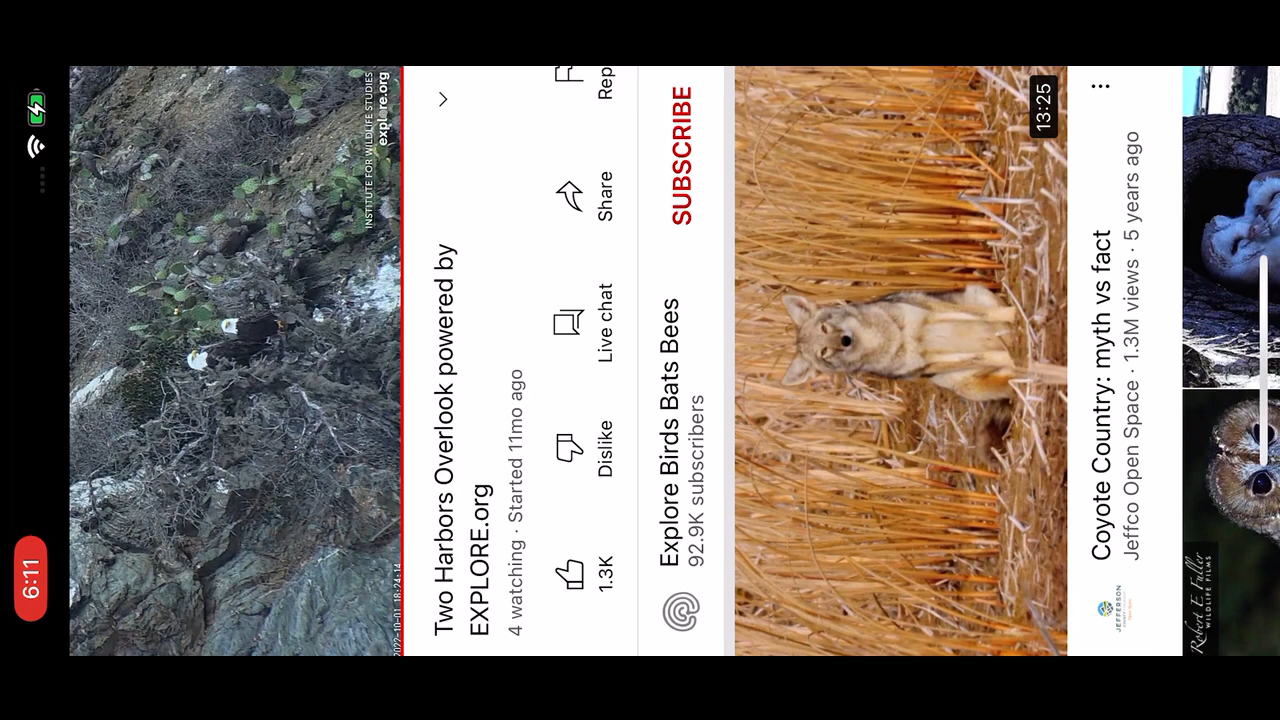 6:11
INSTITUTE FOR WILDLIFE STUDIES
explore.org
2022-10-01 18:24:14
Two Harbors Overlook powered by
EXPLORE.org
4 watching · Started 11mo ago
1.3K
Dislike
Live chat
Share
Rep
Explore Birds Bats Bees
92.9K subscribers
SUBSCRIBE
13:25
JEFFERSON
Coyote Country: myth vs fact
Jeffco Open Space · 1.3M views · 5 years ago
Robert E Fuller
WILDLIFE FILMS